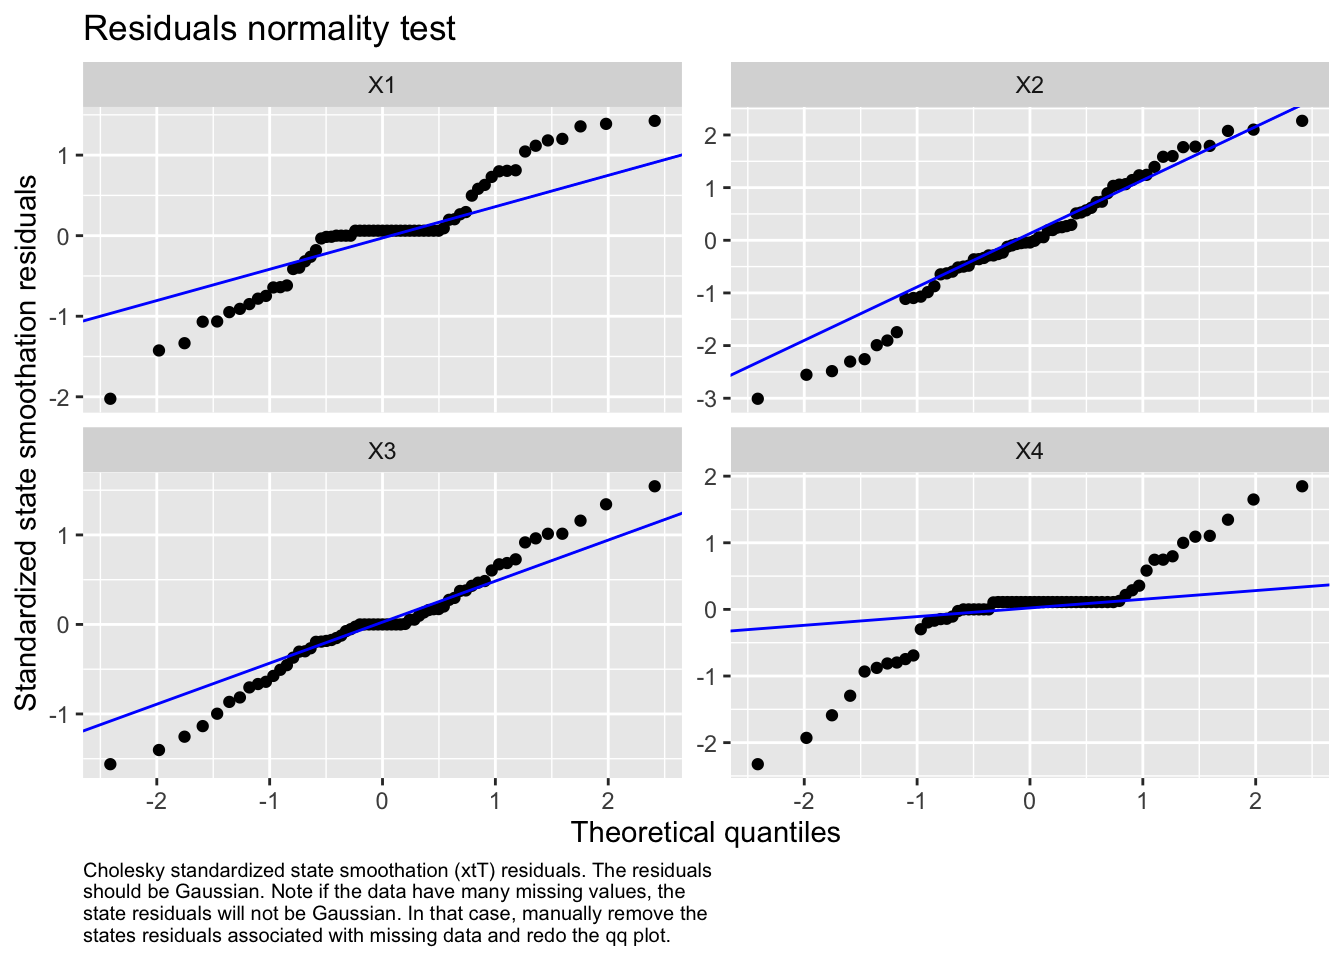 Residuals normality test
X1
X2
1
0
-1
-2
2
1
0
-1
-2
-3
X3
X4
1
0
-1
2
1
0
-1
-2
-2 -1 0 1 2
-2 -1 0 1 2
Standardized state smoothation residuals
Theoretical quantiles
Cholesky standardized state smoothation (xtT) residuals. The residuals
should be Gaussian. Note if the data have many missing values, the
state residuals will not be Gaussian. In that case, manually remove the
states residuals associated with missing data and redo the qq plot.